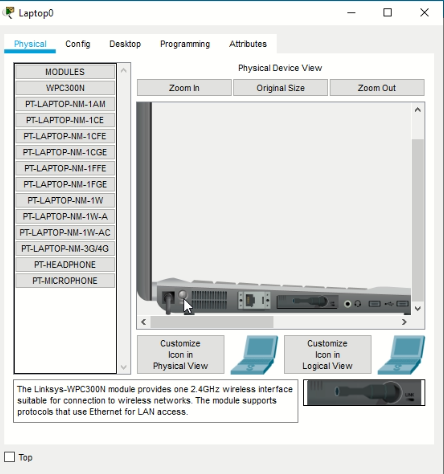 Laptop0
Physical Config Desktop Programming Attributes
MODULES
WPC300N
PT-LAPTOP-NM-1AM
PT-LAPTOP-NM-1CE
PT-LAPTOP-NM-1CFE
PT-LAPTOP-NM-1CGE
PT-LAPTOP-NM-1FFE
PT-LAPTOP-NM-1FGE
PT-LAPTOP-NM-1W
PT-LAPTOP-NM-1W-A
PT-LAPTOP-NM-1W-AC
PT-LAPTOP-NM-3G/4G
PT-HEADPHONE
PT-MICROPHONE
Physical Device View
Zoom In Original Size Zoom Out
Customize
Icon in
Physical View
Customize
Icon in
Logical View
The Linksys-WPC300N module provides one 2.4GHz wireless interface
suitable for connection to wireless networks. The module supports
protocols that use Ethernet for LAN access.
Top